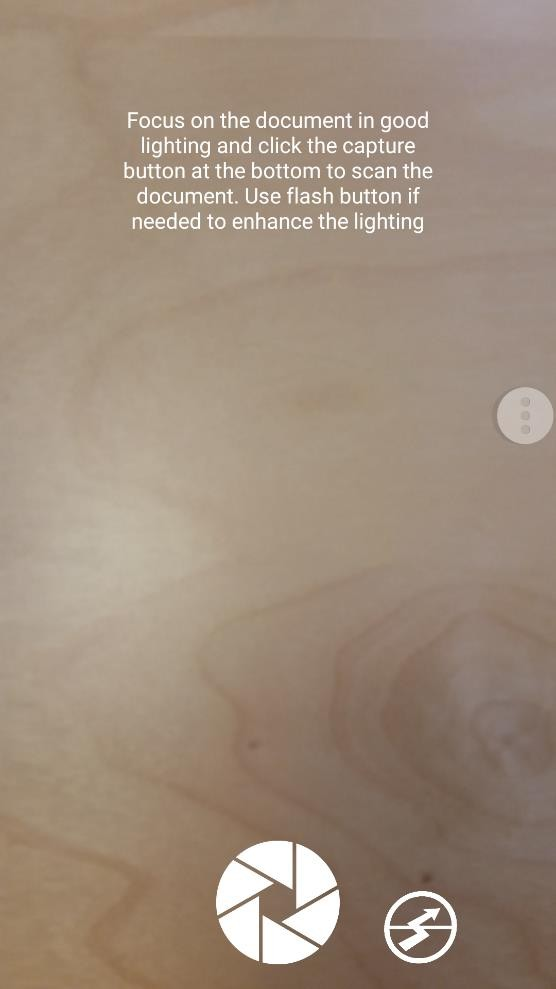 Focus on the document in good
lighting and click the capture
button at the bottom to scan the
document. Use flash button if
needed to enhance the lighting